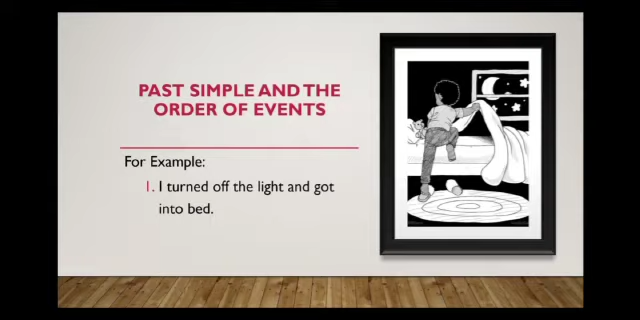 PAST SIMPLE AND THE
ORDER OF EVENTS
For Example:
1. I turned off the light and got
into bed.